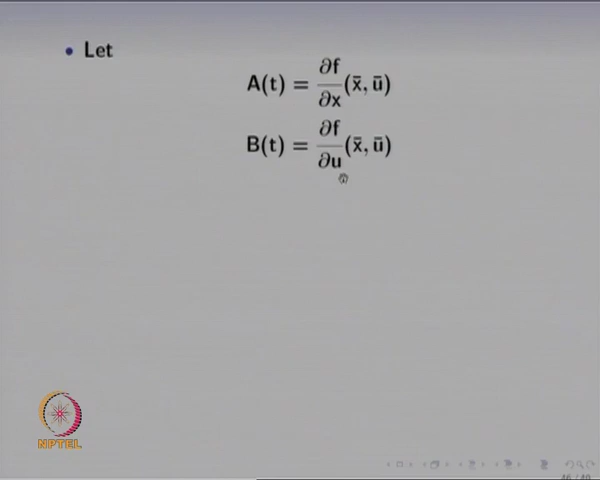 • Let
A(t) = ∂f/∂x (x̄, ū)
B(t) = ∂f/∂u (x̄, ū)
NPTEL